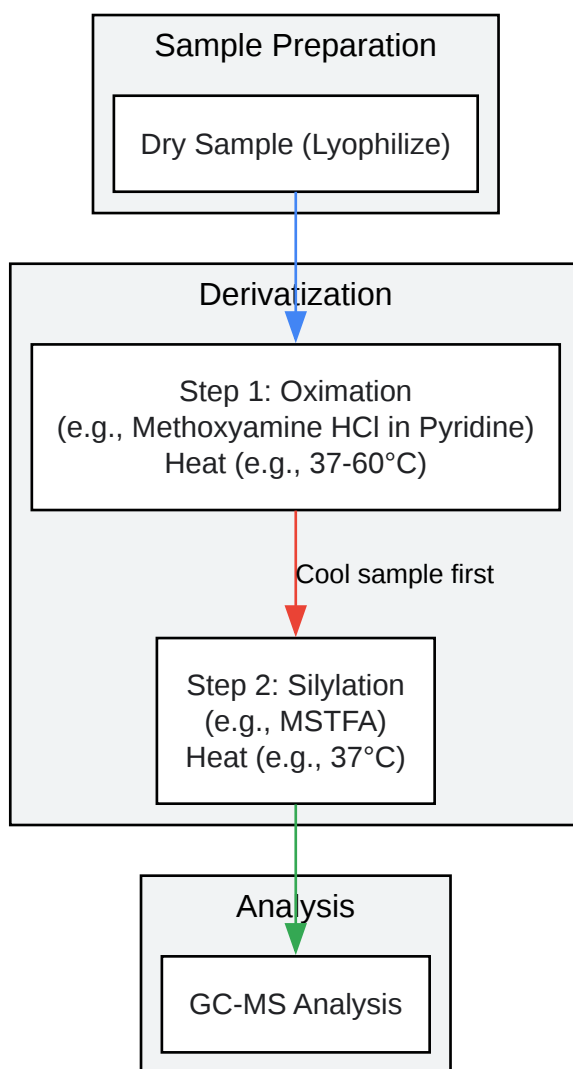 Sample Preparation
Dry Sample (Lyophilize)
Derivatization
Step 1: Oximation
(e.g., Methoxyamine HCl in Pyridine)
Heat (e.g., 37-60°C)
Cool sample first
Step 2: Silylation
(e.g., MSTFA)
Heat (e.g., 37°C)
Analysis
GC-MS Analysis